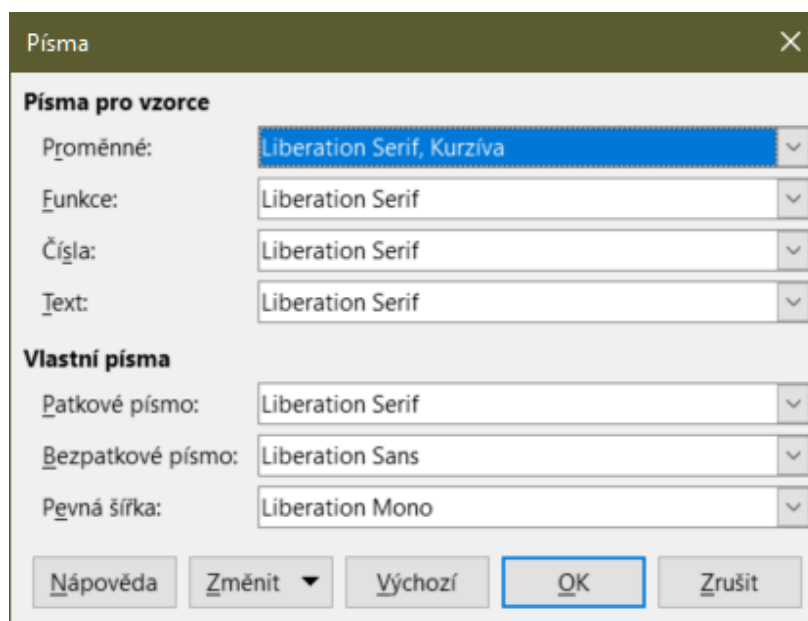 Písma
Písma pro vzorce
Proměnné: Liberation Serif, Kurzíva
Funkce: Liberation Serif
Čísla: Liberation Serif
Text: Liberation Serif
Vlastní písma
Patkové písmo: Liberation Serif
Bezpatkové písmo: Liberation Sans
Pevná šířka: Liberation Mono
Nápověda Změnit Výchozí OK Zrušit